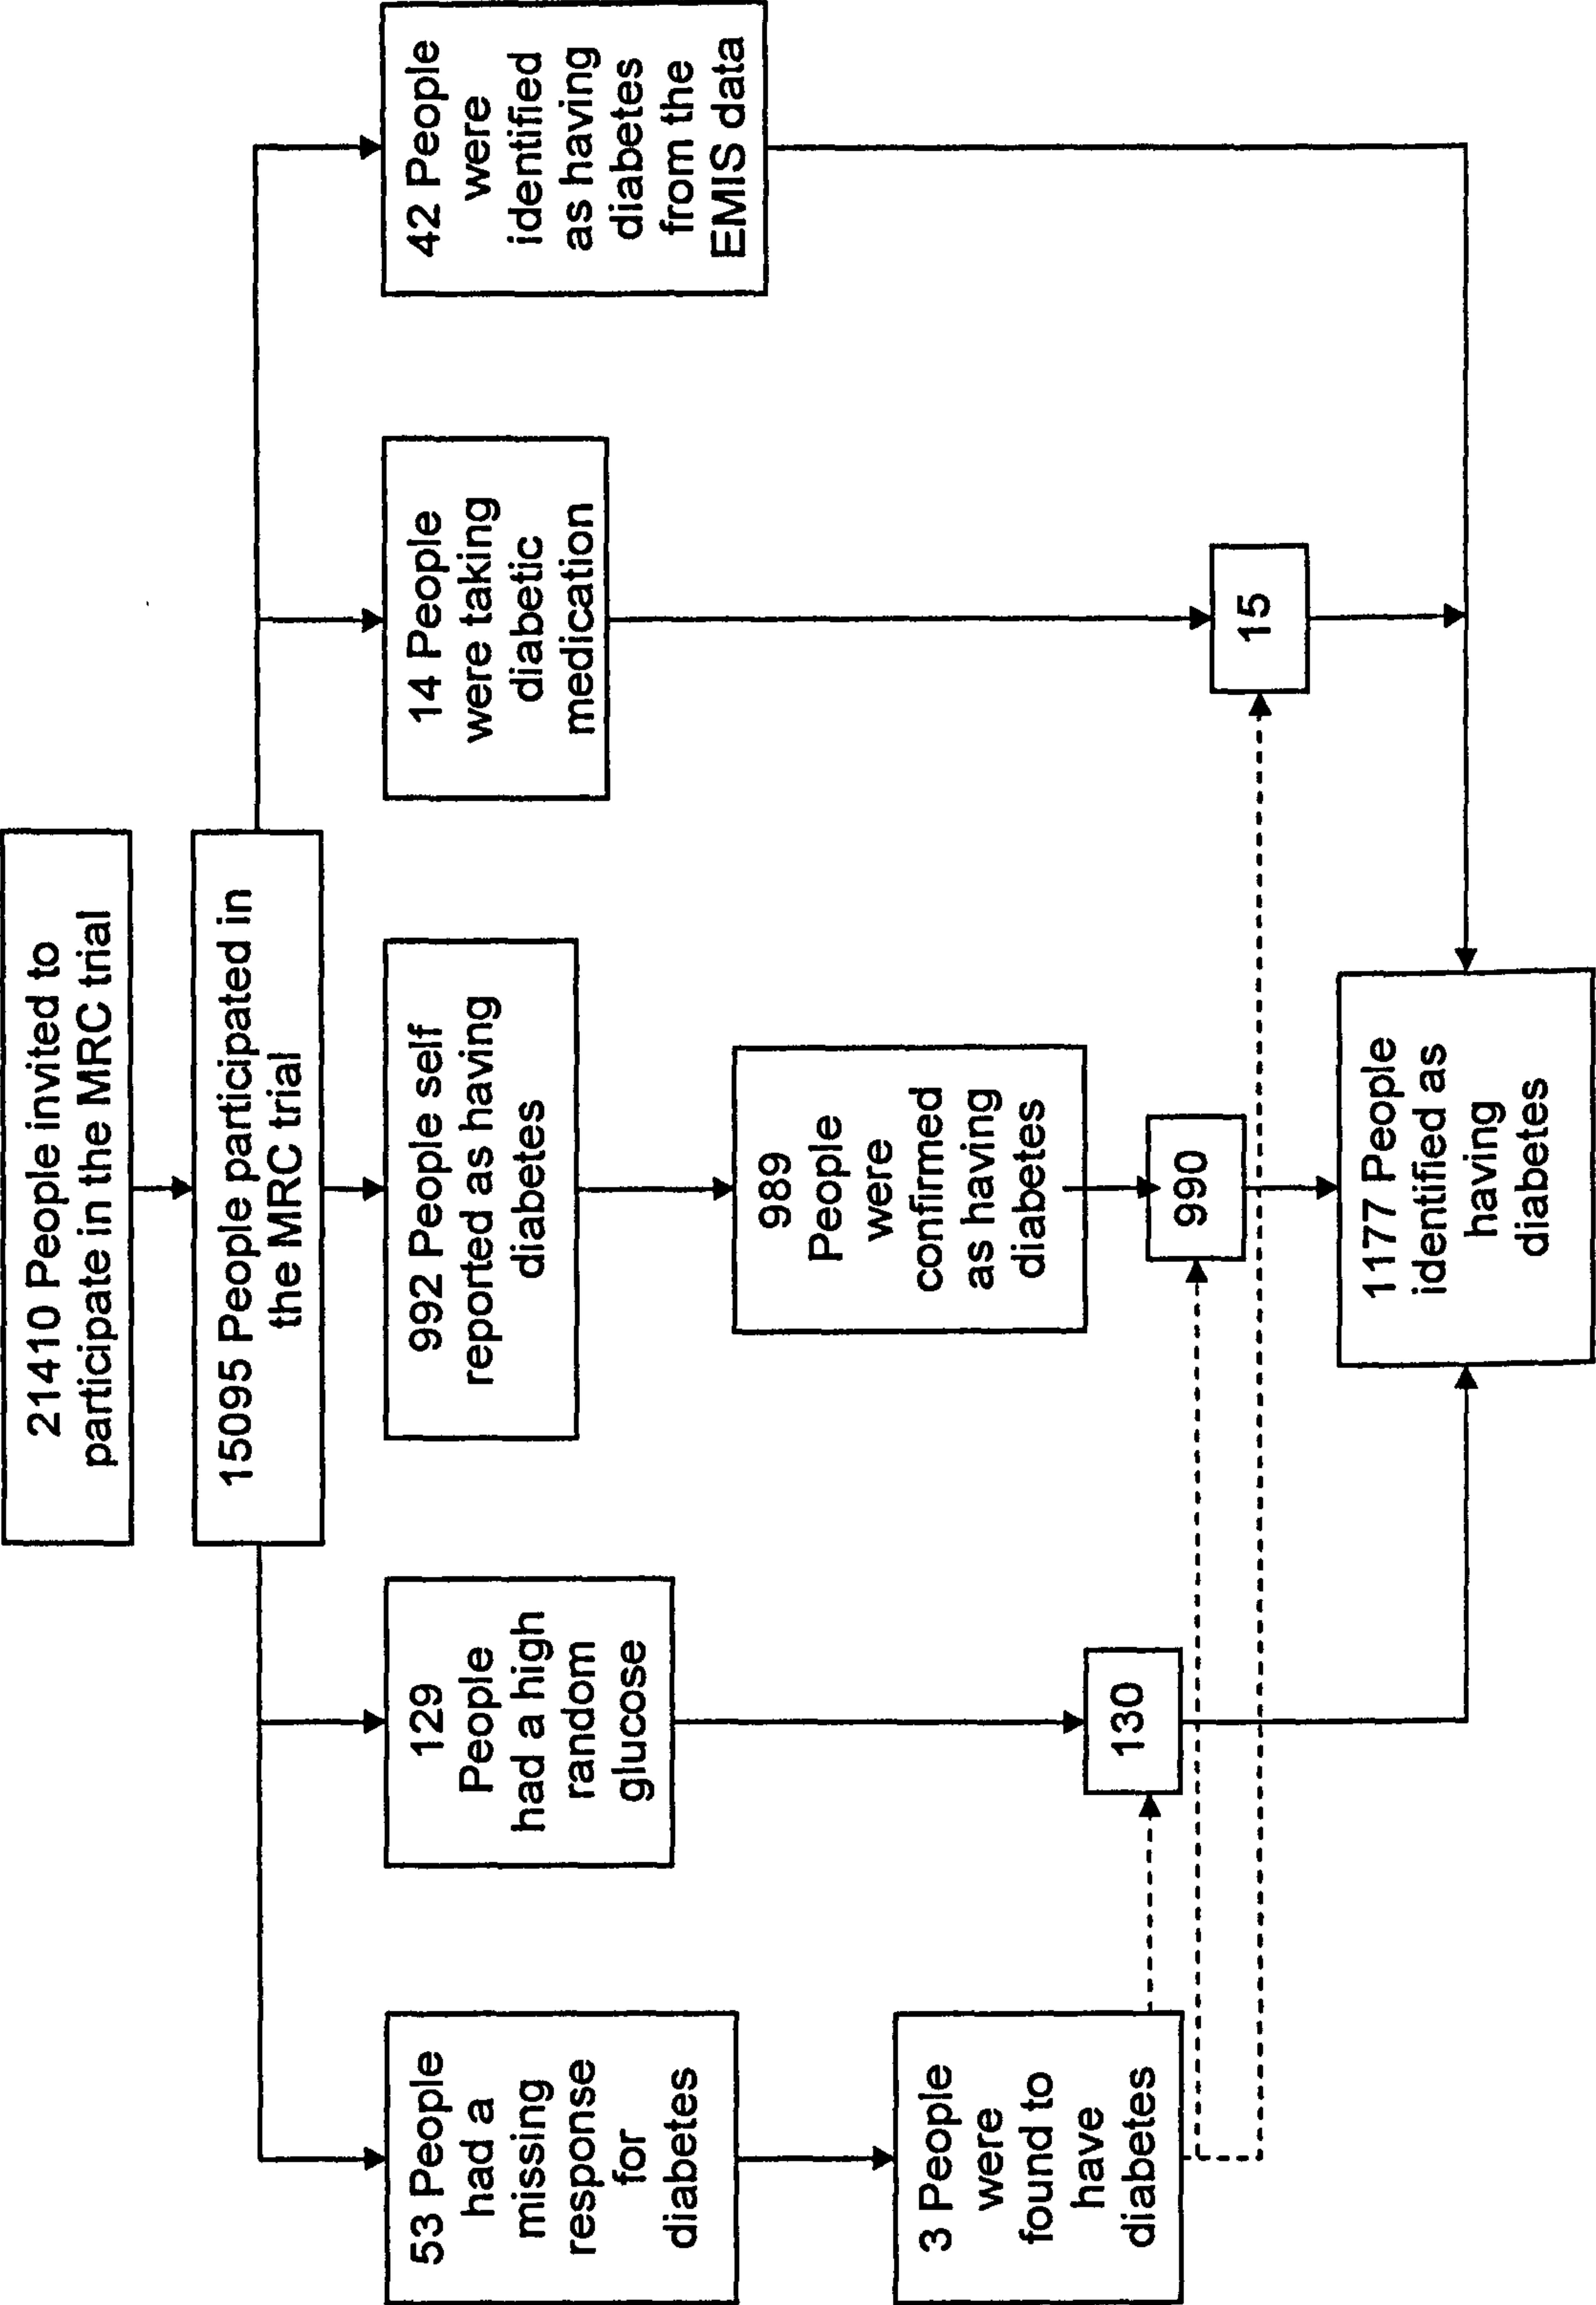 21410 People invited to
participate in the MRC trial
15095 People participated in
the MRC trial
53 People
had a
missing
response
for
diabetes
129
People
had a high
random
glucose
992 People self
reported as having
diabetes
14 People
were taking
diabetic
medication
42 People
were
identified
as having
diabetes
from the
EMIS data
989
People
were
confirmed
as having
diabetes
3 People
were
found to
have
diabetes
130
990
15
1177 People
identified as
having
diabetes